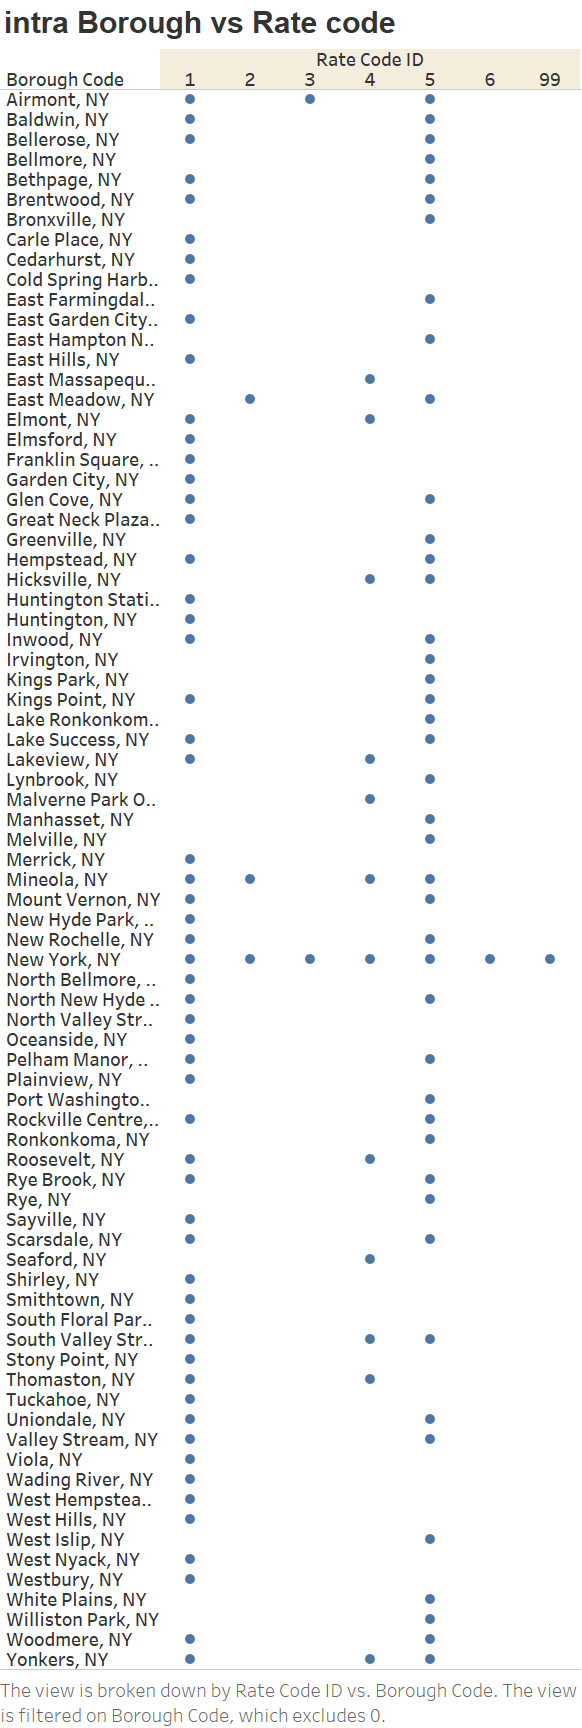 intra Borough vs Rate code
Rate Code ID
Borough Code 1 2 3 4 5 6 99
Airmont, NY
Baldwin, NY
Bellerose, NY
Bellmore, NY
Bethpage, NY
Brentwood, NY
Bronxville, NY
Carle Place, NY
Cedarhurst, NY
Cold Spring Harb..
East Farmingdal..
East Garden City..
East Hampton N..
East Hills, NY
East Massapequ..
East Meadow, NY
Elmont, NY
Elmsford, NY
Franklin Square, ..
Garden City, NY
Glen Cove, NY
Great Neck Plaza..
Greenville, NY
Hempstead, NY
Hicksville, NY
Huntington Stati..
Huntington, NY
Inwood, NY
Irvington, NY
Kings Park, NY
Kings Point, NY
Lake Ronkonkom..
Lake Success, NY
Lakeview, NY
Lynbrook, NY
Malverne Park O..
Manhasset, NY
Melville, NY
Merrick, NY
Mineola, NY
Mount Vernon, NY
New Hyde Park, ..
New Rochelle, NY
New York, NY
North Bellmore, ..
North New Hyde ..
North Valley Str..
Oceanside, NY
Pelham Manor, ..
Plainview, NY
Port Washingto..
Rockville Centre,..
Ronkonkoma, NY
Roosevelt, NY
Rye Brook, NY
Rye, NY
Sayville, NY
Scarsdale, NY
Seaford, NY
Shirley, NY
Smithtown, NY
South Floral Par..
South Valley Str..
Stony Point, NY
Thomaston, NY
Tuckahoe, NY
Uniondale, NY
Valley Stream, NY
Viola, NY
Wading River, NY
West Hempstea..
West Hills, NY
West Islip, NY
West Nyack, NY
Westbury, NY
White Plains, NY
Williston Park, NY
Woodmere, NY
Yonkers, NY
The view is broken down by Rate Code ID vs. Borough Code. The view
is filtered on Borough Code, which excludes 0.